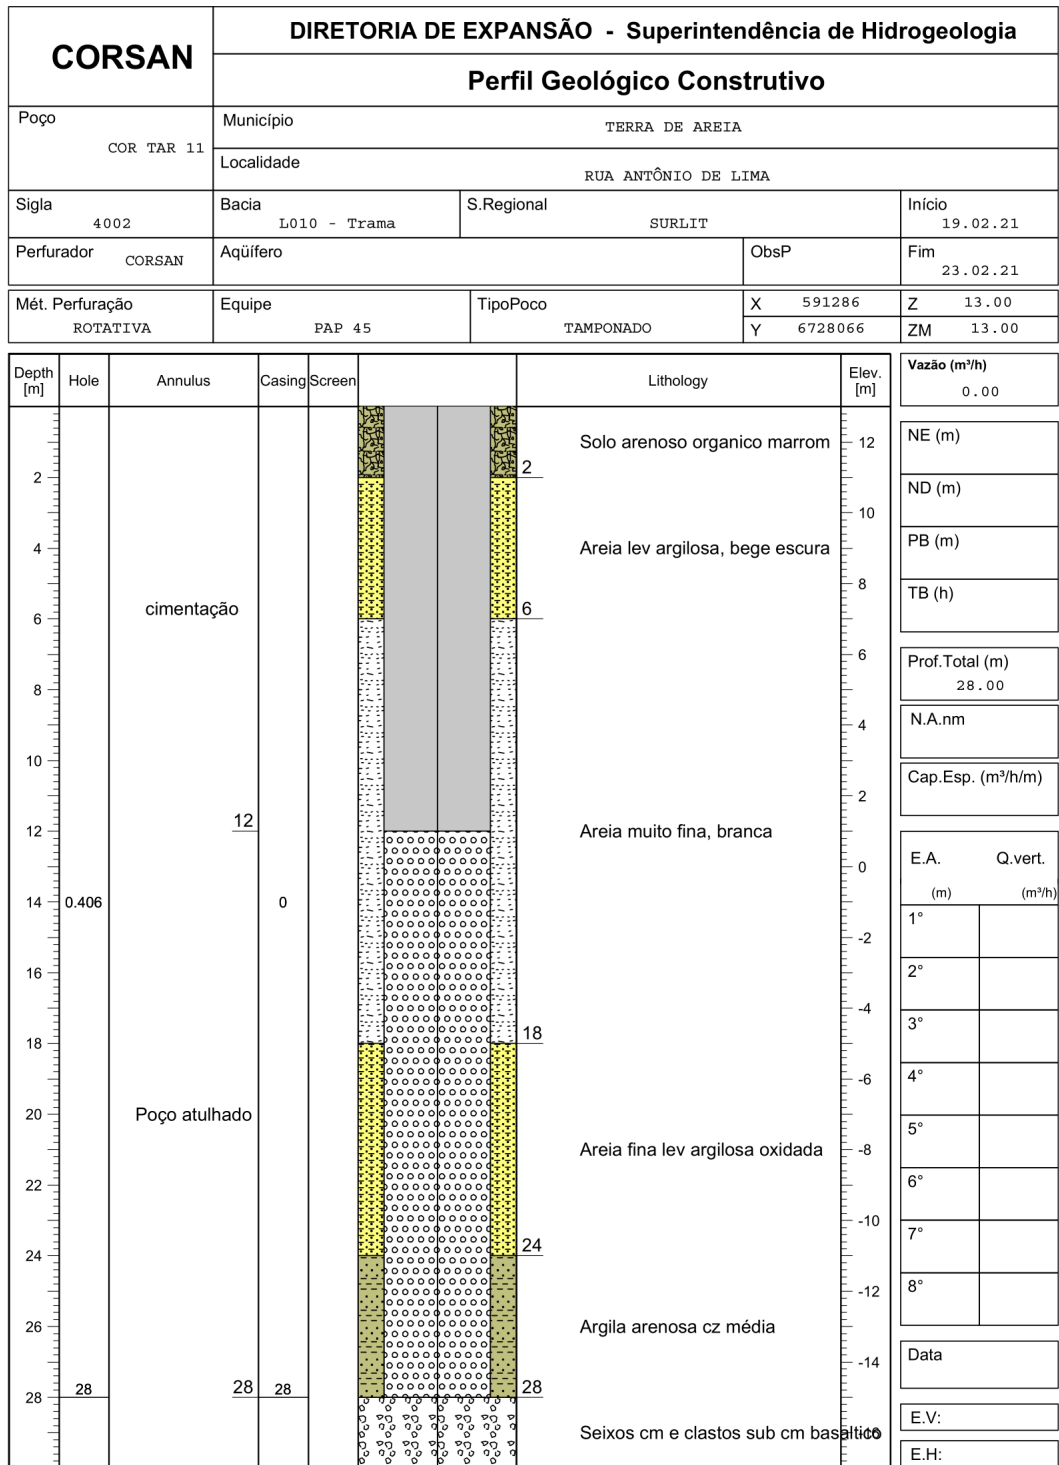 CORSAN
DIRETORIA DE EXPANSÃO - Superintendência de Hidrogeologia
Perfil Geológico Construtivo
Poço
COR TAR 11
Município
TERRA DE AREIA
Localidade
RUA ANTÔNIO DE LIMA
Sigla
4002
Bacia
L010 - Trama
S.Regional
SURLIT
Início
19.02.21
Perfurador
CORSAN
Aqüífero
ObsP
Fim
23.02.21
Mét. Perfuração
ROTATIVA
Equipe
PAP 45
TipoPoco
TAMPONADO
X 591286
Y 6728066
Z 13.00
ZM 13.00
Depth [m]
Hole
Annulus
Casing
Screen
Lithology
Elev. [m]
2
4
6
8
10
12
14
16
18
20
22
24
26
28
0.406
28
cimentação
12
Poço atulhado
28
0
28
2
6
18
24
28
Solo arenoso organico marrom
Areia lev argilosa, bege escura
Areia muito fina, branca
Areia fina lev argilosa oxidada
Argila arenosa cz média
Seixos cm e clastos sub cm basaltico
12
10
8
6
4
2
0
-2
-4
-6
-8
-10
-12
-14
-16
Vazão (m³/h)
0.00
NE (m)
ND (m)
PB (m)
TB (h)
Prof.Total (m)
28.00
N.A.nm
Cap.Esp. (m³/h/m)
E.A. Q.vert.
(m) (m³/h)
1°
2°
3°
4°
5°
6°
7°
8°
Data
E.V:
E.H: